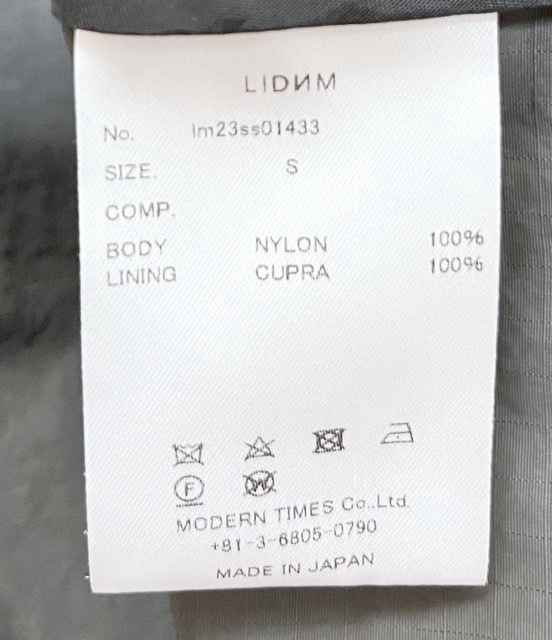 LIDИM
No. lm23ss01433
SIZE. S
COMP.
BODY NYLON 100%
LINING CUPRA 100%
F W
MODERN TIMES Co.,Ltd.
+81-3-6805-0790
MADE IN JAPAN